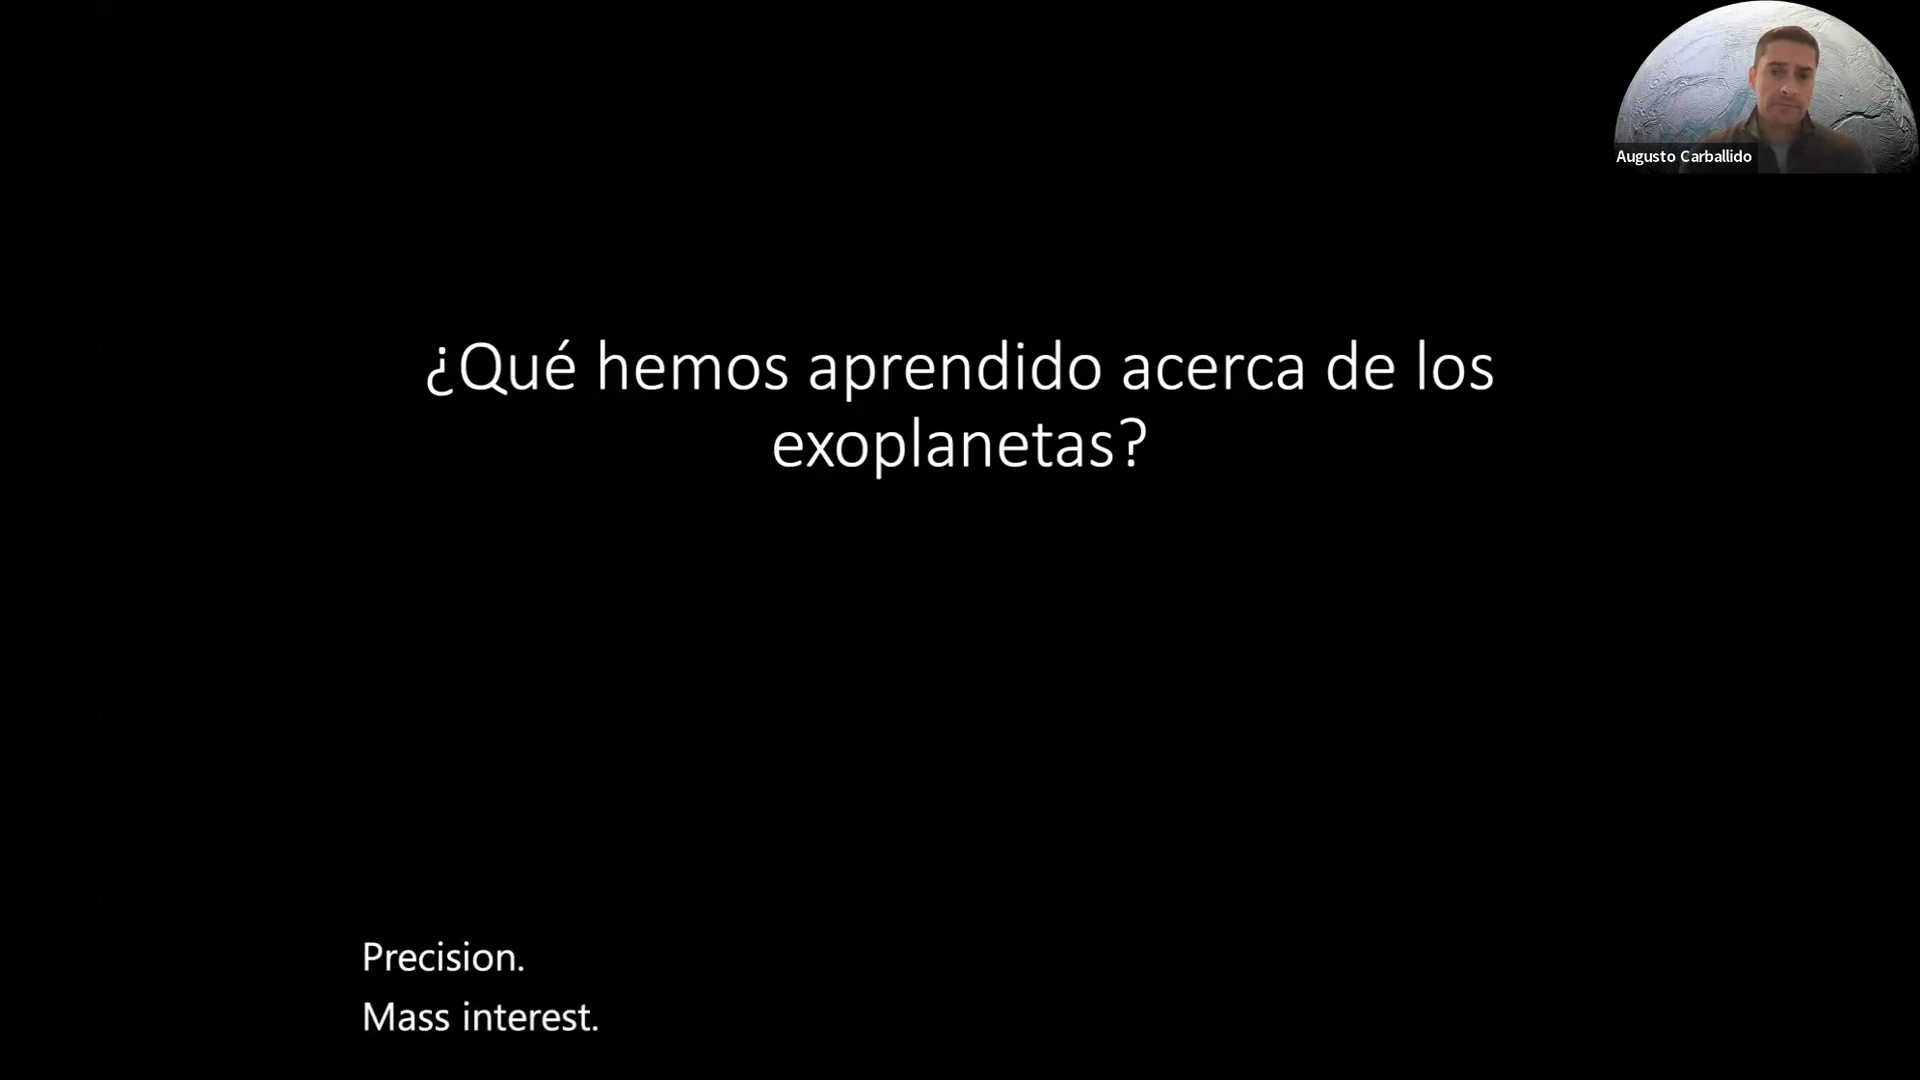 Augusto Carballido
¿Qué hemos aprendido acerca de los
exoplanetas?
Precision.
Mass interest.